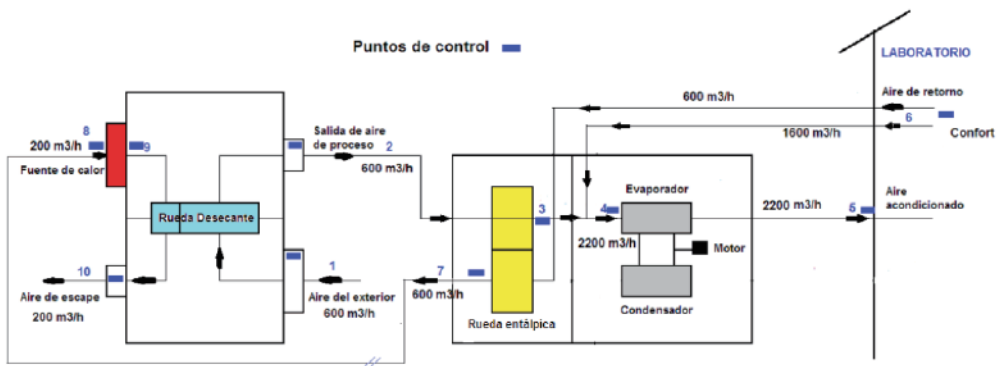 Puntos de control
LABORATORIO
Aire de retorno
600 m3/h
6
1600 m3/h
Confort
8
200 m3/h
9
Fuente de calor
Salida de aire
de proceso
2
600 m3/h
Rueda Desecante
Evaporador
3
4
2200 m3/h
2200 m3/h
5
Aire
acondicionado
Motor
10
Aire de escape
200 m3/h
1
Aire del exterior
600 m3/h
7
600 m3/h
Rueda entálpica
Condensador